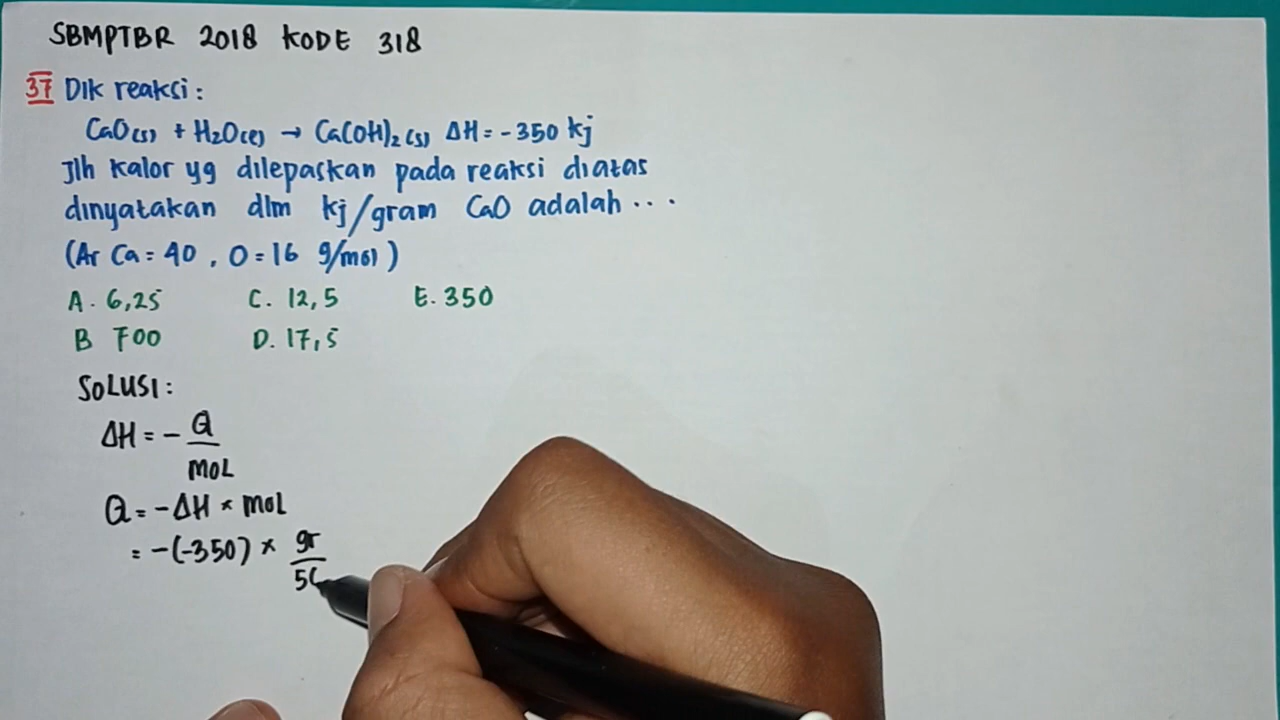 SBMPTBR 2018 KODE 318
37 Dik reaksi :
CaO(s) + H2O(l) → Ca(OH)2 (s) ΔH = -350 kj
Jlh kalor yg dilepaskan pada reaksi diatas
dinyatakan dlm kj/gram CaO adalah ...
(Ar Ca = 40 , O = 16 g/mol)
A. 6,25 C. 12,5 E. 350
B 700 D. 17,5
SOLUSI :
ΔH = - Q
MOL
Q = -ΔH × MOL
= -(-350) × gr
56